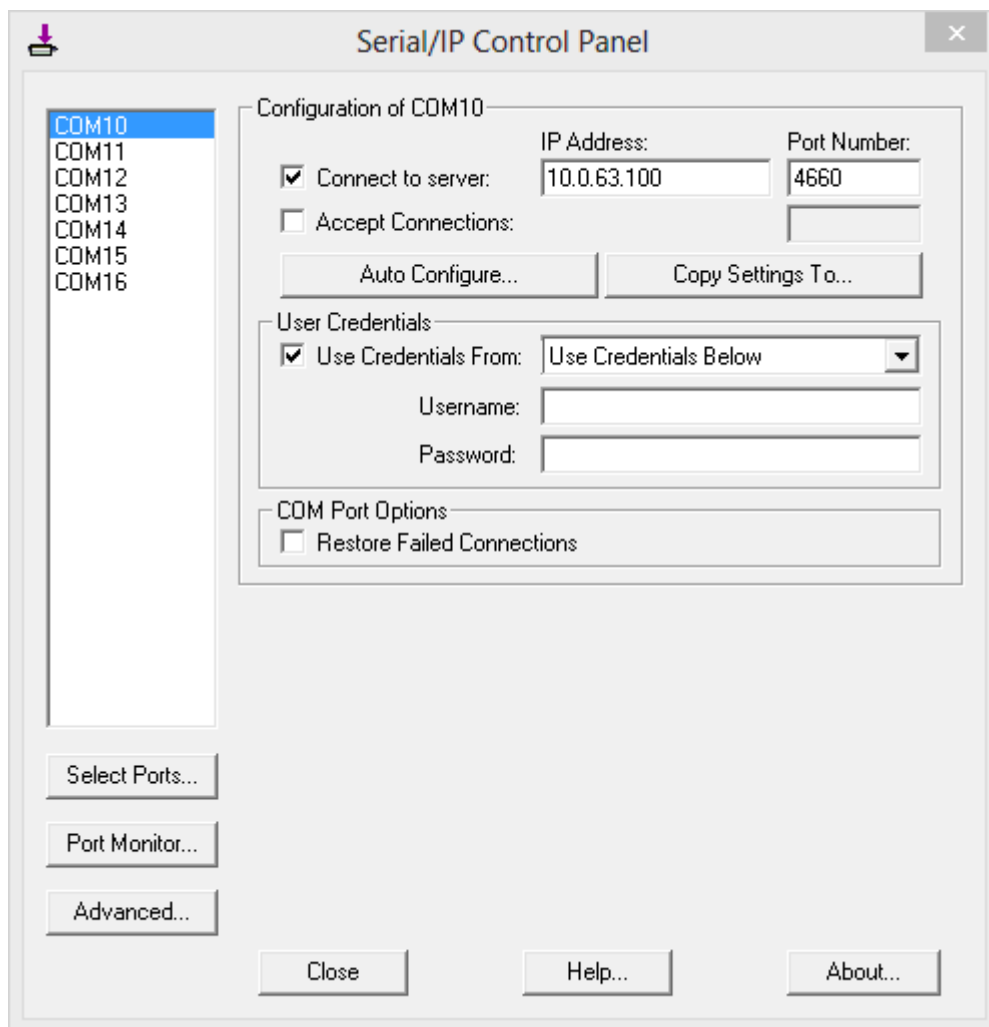 Serial/IP Control Panel
COM10
COM11
COM12
COM13
COM14
COM15
COM16
Configuration of COM10
IP Address: Port Number:
Connect to server: 10.0.63.100 4660
Accept Connections:
Auto Configure... Copy Settings To...
User Credentials
Use Credentials From: Use Credentials Below
Username:
Password:
COM Port Options
Restore Failed Connections
Select Ports...
Port Monitor...
Advanced...
Close Help... About...